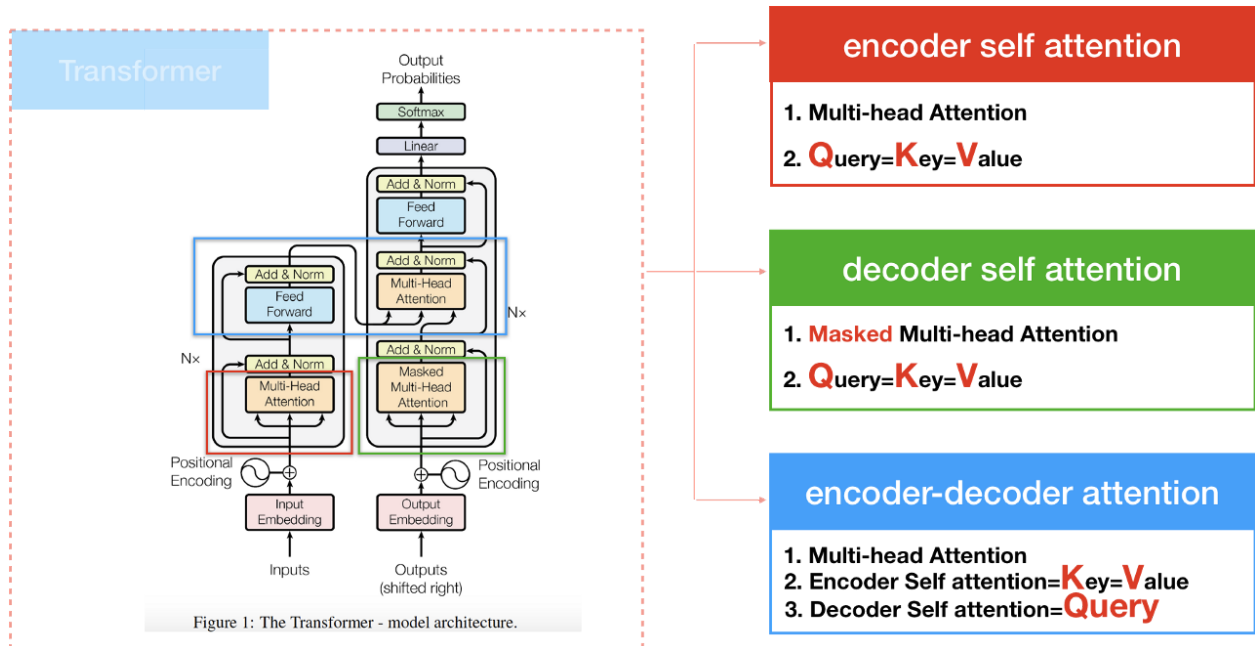 Transformer
Output
Probabilities
Softmax
Linear
Add & Norm
Feed
Forward
Add & Norm
Multi-Head
Attention
Add & Norm
Feed
Forward
N×
Add & Norm
Masked
Multi-Head
Attention
N×
Add & Norm
Multi-Head
Attention
Positional
Encoding
Positional
Encoding
Input
Embedding
Output
Embedding
Inputs
Outputs
(shifted right)
Figure 1: The Transformer - model architecture.
encoder self attention
1. Multi-head Attention
2. Query=Key=Value
decoder self attention
1. Masked Multi-head Attention
2. Query=Key=Value
encoder-decoder attention
1. Multi-head Attention
2. Encoder Self attention=Key=Value
3. Decoder Self attention=Query